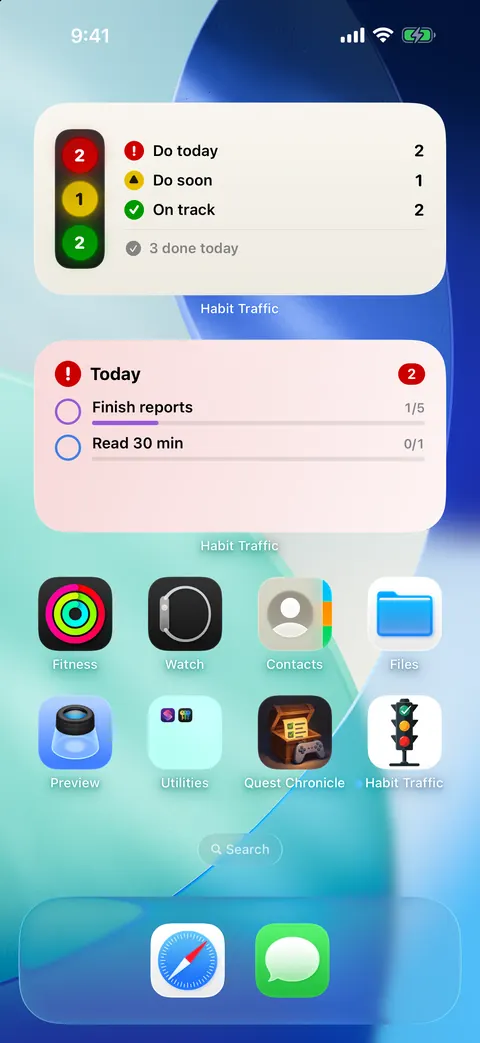 9:41
2
1
2
! Do today 2
Do soon 1
On track 2
3 done today
Habit Traffic
! Today 2
Finish reports 1/5
Read 30 min 0/1
Habit Traffic
Fitness Watch Contacts Files
Preview Utilities Quest Chronicle Habit Traffic
Search